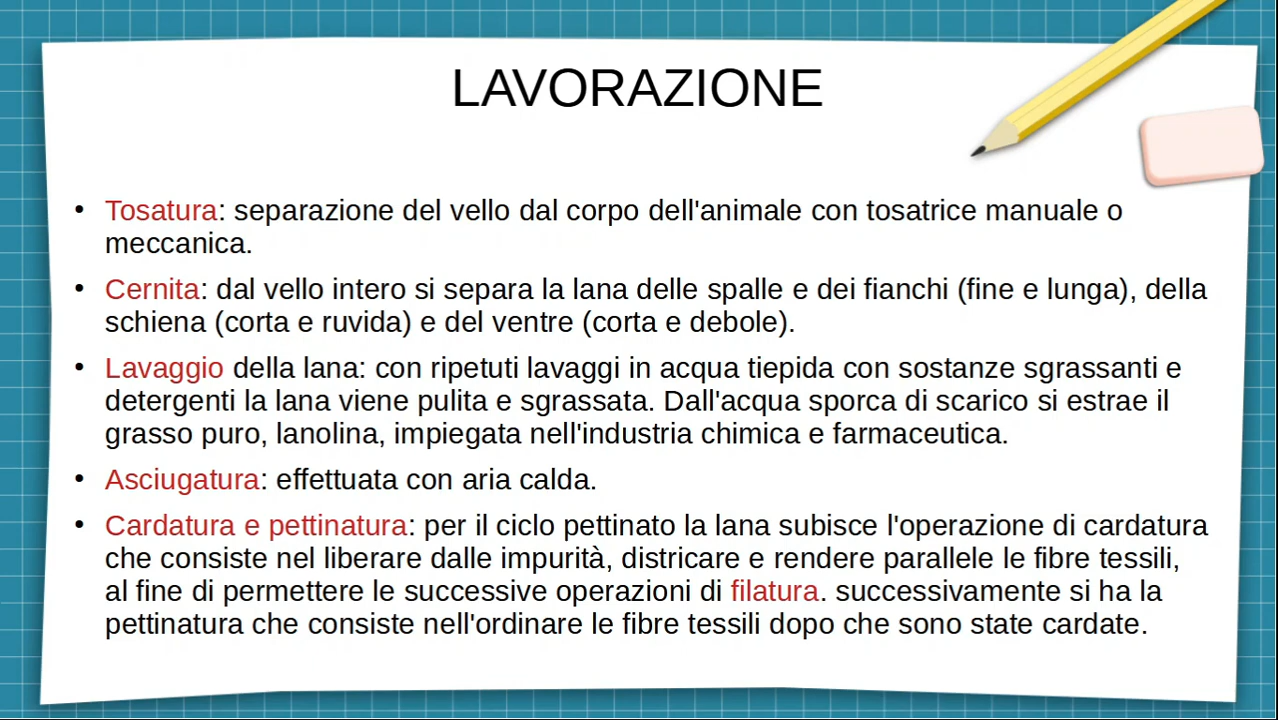 LAVORAZIONE
• Tosatura: separazione del vello dal corpo dell'animale con tosatrice manuale o
meccanica.
• Cernita: dal vello intero si separa la lana delle spalle e dei fianchi (fine e lunga), della
schiena (corta e ruvida) e del ventre (corta e debole).
• Lavaggio della lana: con ripetuti lavaggi in acqua tiepida con sostanze sgrassanti e
detergenti la lana viene pulita e sgrassata. Dall'acqua sporca di scarico si estrae il
grasso puro, lanolina, impiegata nell'industria chimica e farmaceutica.
• Asciugatura: effettuata con aria calda.
• Cardatura e pettinatura: per il ciclo pettinato la lana subisce l'operazione di cardatura
che consiste nel liberare dalle impurità, districare e rendere parallele le fibre tessili,
al fine di permettere le successive operazioni di filatura. successivamente si ha la
pettinatura che consiste nell'ordinare le fibre tessili dopo che sono state cardate.